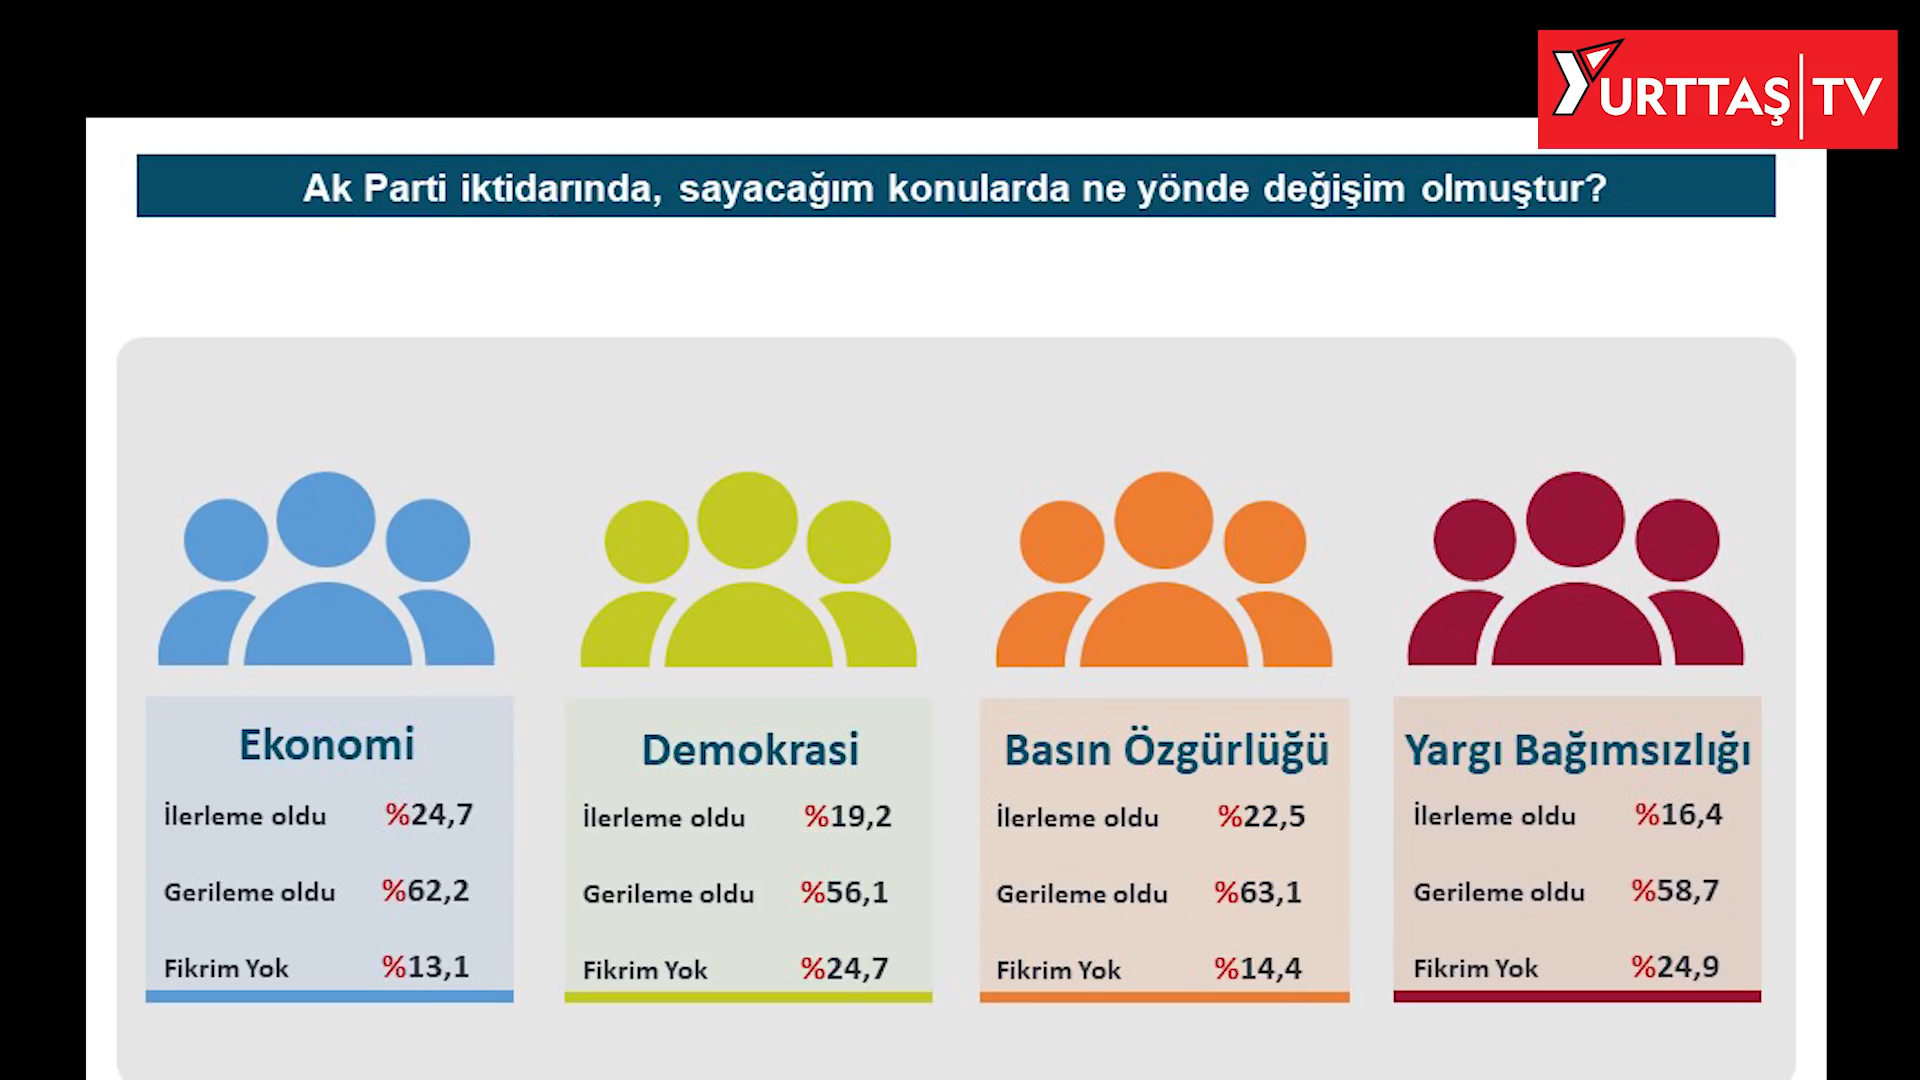 YURTTAŞ TV
Ak Parti iktidarında, sayacağım konularda ne yönde değişim olmuştur?
Ekonomi
İlerleme oldu %24,7
Gerileme oldu %62,2
Fikrim Yok %13,1
Demokrasi
İlerleme oldu %19,2
Gerileme oldu %56,1
Fikrim Yok %24,7
Basın Özgürlüğü
İlerleme oldu %22,5
Gerileme oldu %63,1
Fikrim Yok %14,4
Yargı Bağımsızlığı
İlerleme oldu %16,4
Gerileme oldu %58,7
Fikrim Yok %24,9